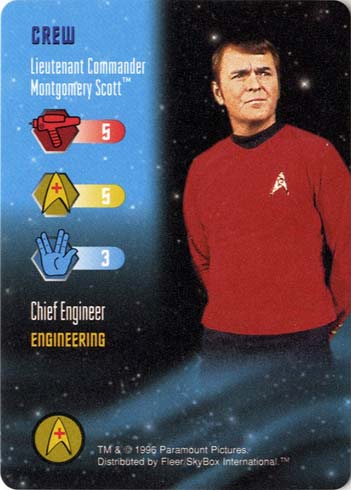 CREW
Lieutenant Commander
Montgomery Scott™
5
5
3
Chief Engineer
ENGINEERING
TM & © 1996 Paramount Pictures.
Distributed by Fleer/SkyBox International.™